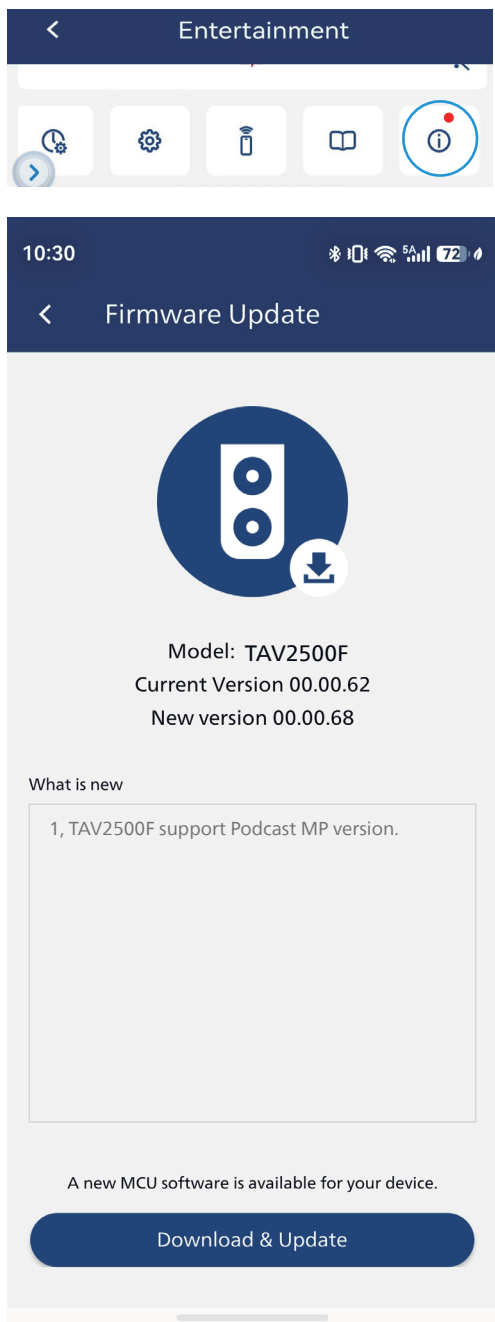 Entertainment
10:30
5A
72
Firmware Update
Model: TAV2500F
Current Version 00.00.62
New version 00.00.68
What is new
1, TAV2500F support Podcast MP version.
A new MCU software is available for your device.
Download & Update